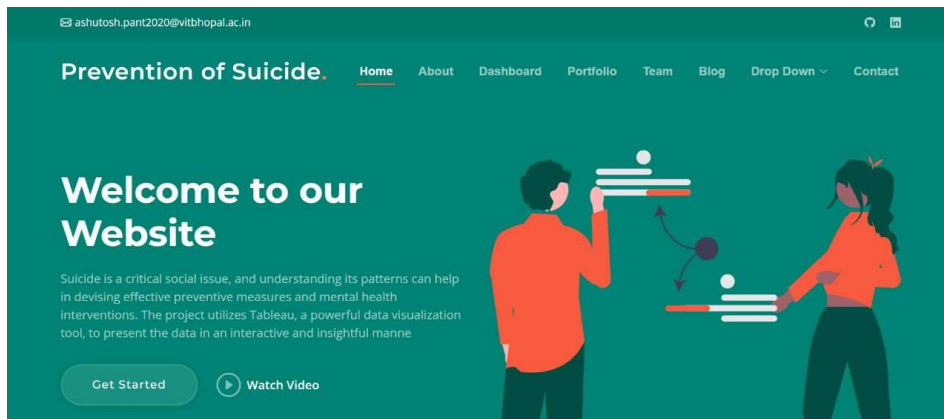 ashutosh.pant2020@vitbhopal.ac.in
Prevention of Suicide. Home About Dashboard Portfolio Team Blog Drop Down Contact
Welcome to our
Website
Suicide is a critical social issue, and understanding its patterns can help
in devising effective preventive measures and mental health
interventions. The project utilizes Tableau, a powerful data visualization
tool, to present the data in an interactive and insightful manne
Get Started Watch Video